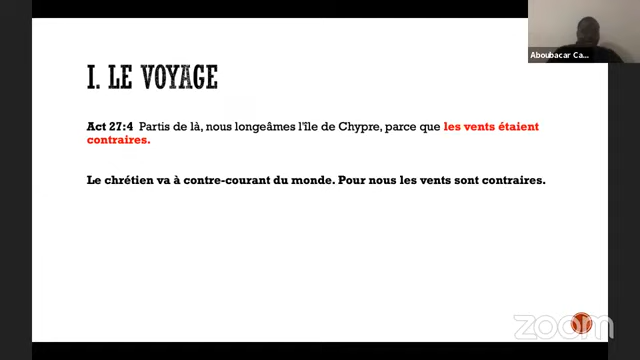 Aboubacar Ca...
I. LE VOYAGE
Act 27:4 Partis de là, nous longeâmes l'île de Chypre, parce que les vents étaient
contraires.
Le chrétien va à contre-courant du monde. Pour nous les vents sont contraires.
zoom